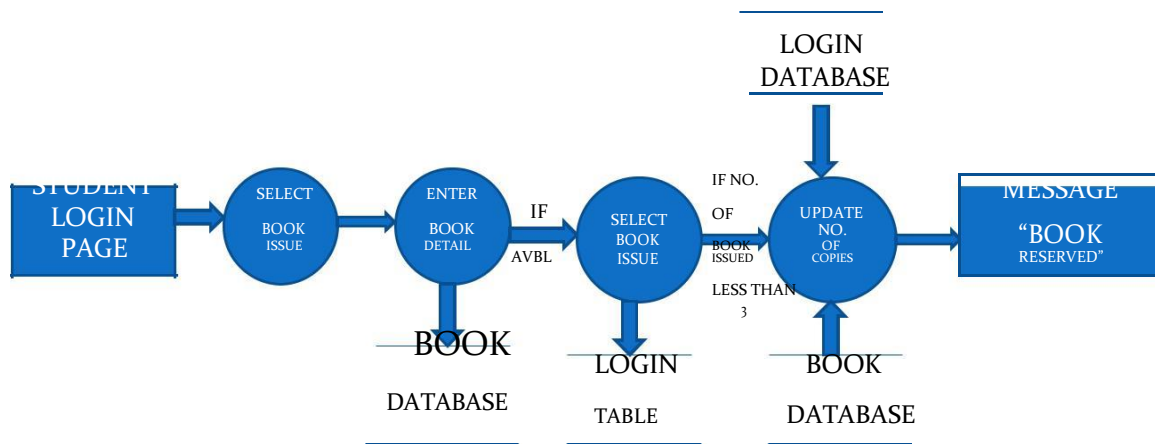 STUDENT
LOGIN
PAGE
SELECT
BOOK
ISSUE
ENTER
BOOK
DETAIL
IF
AVBL
SELECT
BOOK
ISSUE
IF NO.
OF
BOOK
ISSUED
LESS THAN
3
LOGIN
DATABASE
UPDATE
NO.
OF
COPIES
MESSAGE
“BOOK
RESERVED”
BOOK
DATABASE
LOGIN
TABLE
BOOK
DATABASE